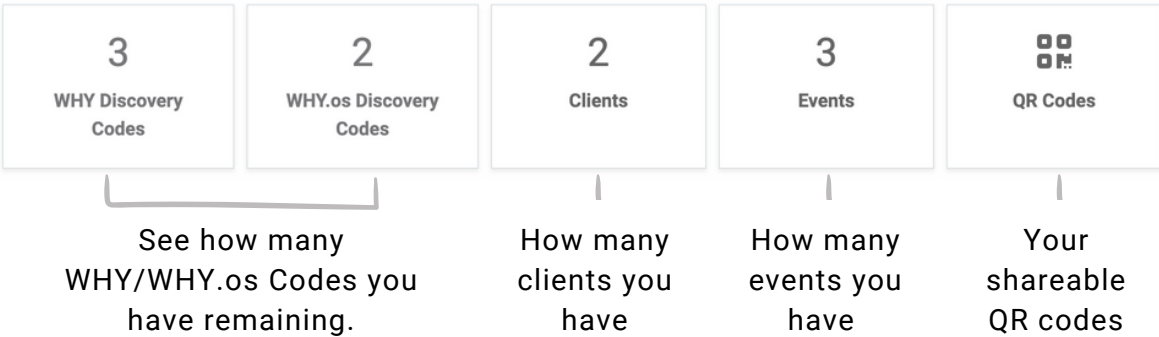 3
WHY Discovery
Codes
2
WHY.os Discovery
Codes
2
Clients
3
Events
QR Codes
See how many
WHY/WHY.os Codes you
have remaining.
How many
clients you
have
How many
events you
have
Your
shareable
QR codes